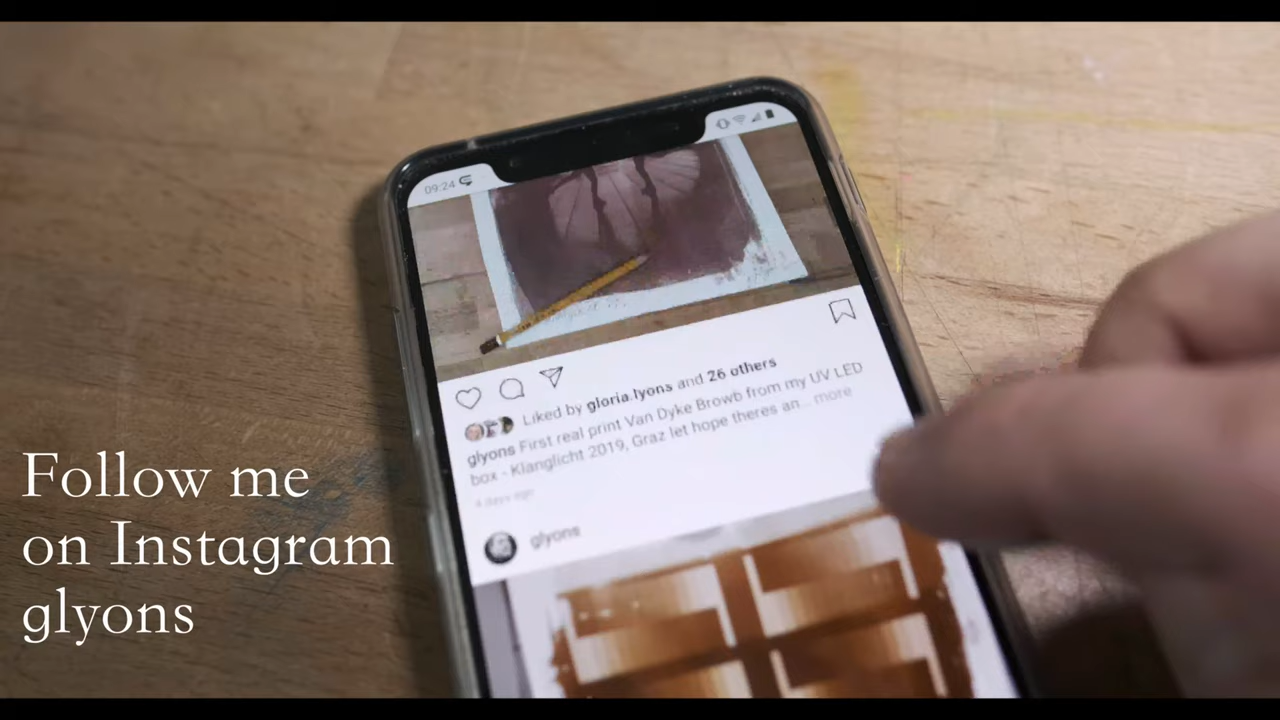 09:24
Liked by gloria.lyons and 26 others
glyons First real print Van Dyke Browb from my UV LED
box - Klanglicht 2019, Graz let hope theres an... more
4 days ago
glyons
Follow me
on Instagram
glyons